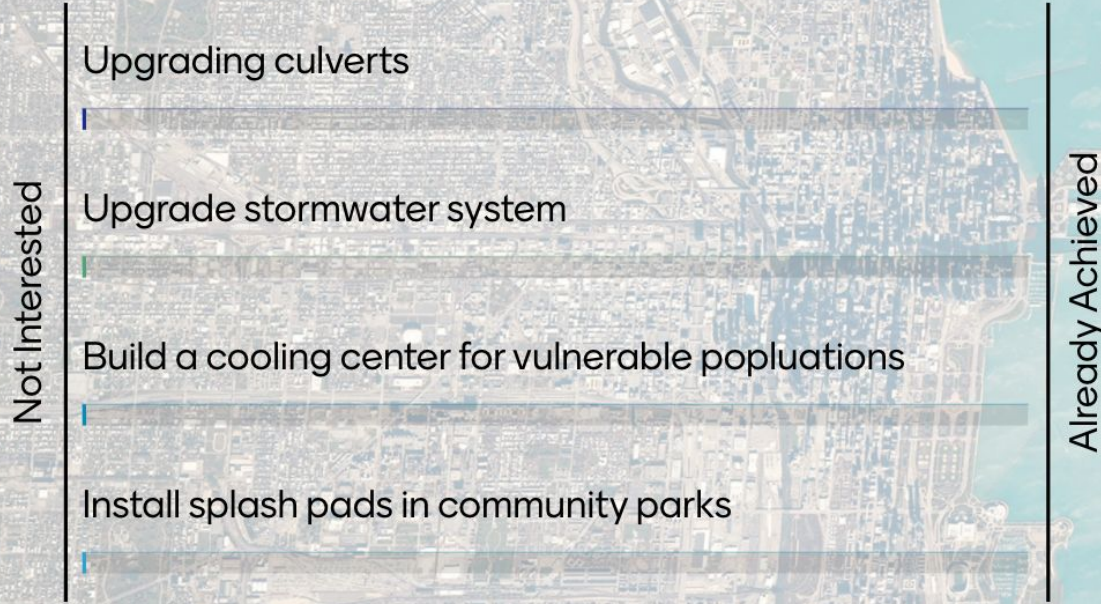 Upgrading culverts
Upgrade stormwater system
Not Interested
Already Achieved
Build a cooling center for vulnerable popluations
Install splash pads in community parks